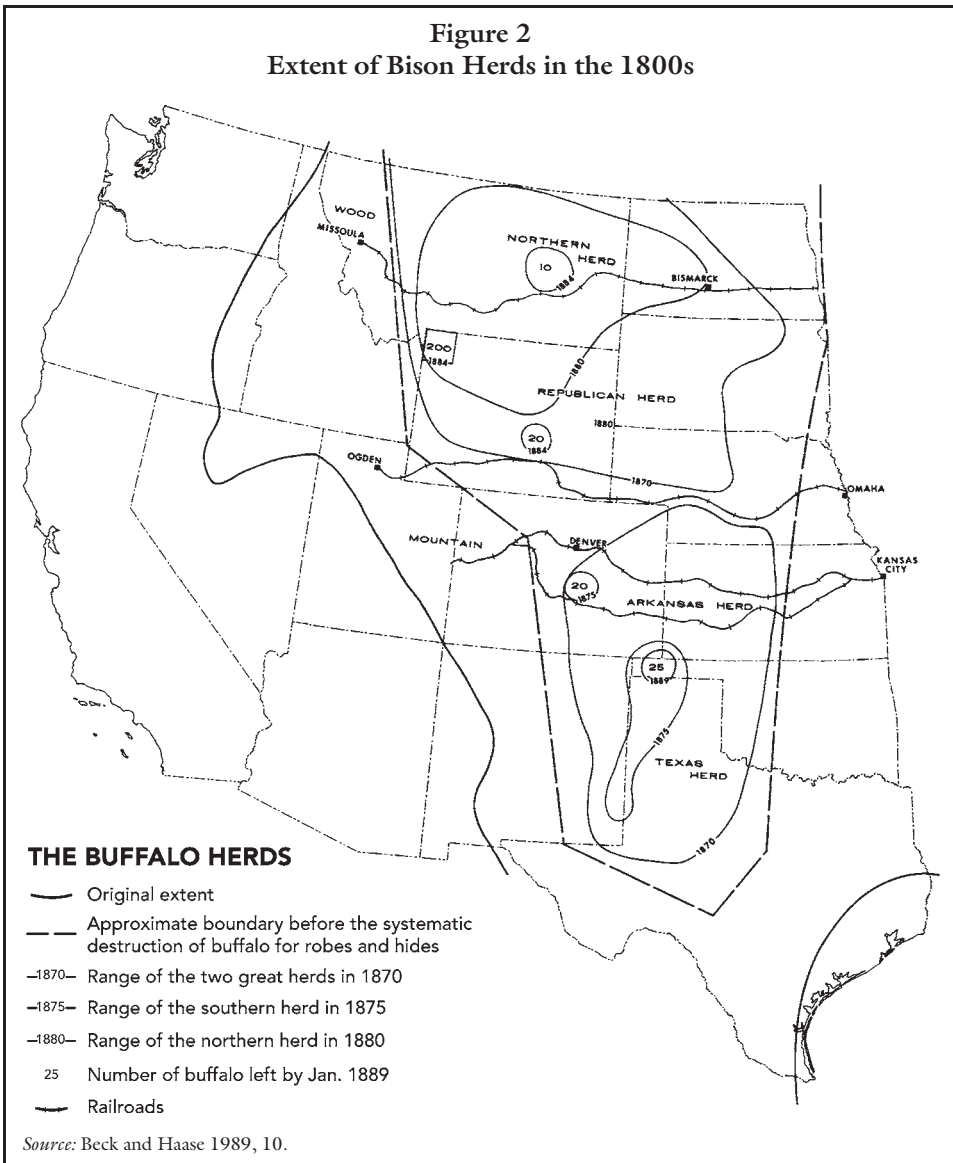 Figure 2
Extent of Bison Herds in the 1800s
WOOD
MISSOULA
NORTHERN
HERD
10
1884
BISMARCK
200
1884
1880
REPUBLICAN HERD
1880
20
1884
OGDEN
1870
OMAHA
MOUNTAIN
DENVER
KANSAS
CITY
20
1875
ARKANSAS HERD
25
1889
1875
TEXAS
HERD
1870
THE BUFFALO HERDS
Original extent
Approximate boundary before the systematic
destruction of buffalo for robes and hides
–1870– Range of the two great herds in 1870
–1875– Range of the southern herd in 1875
–1880– Range of the northern herd in 1880
25 Number of buffalo left by Jan. 1889
Railroads
Source: Beck and Haase 1989, 10.